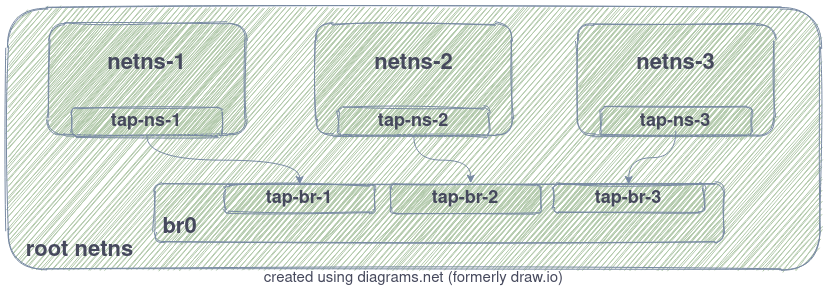 netns-1
netns-2
netns-3
tap-ns-1
tap-ns-2
tap-ns-3
tap-br-1
tap-br-2
tap-br-3
br0
root netns
created using diagrams.net (formerly draw.io)